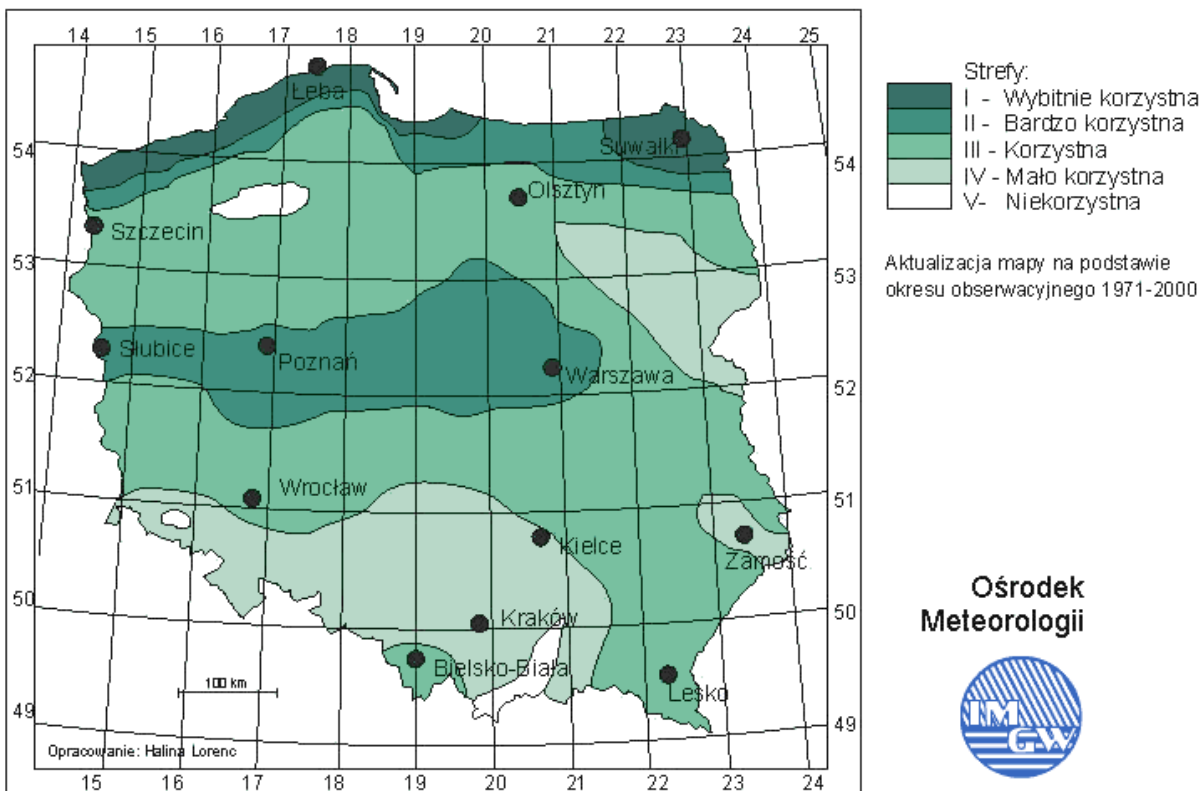 14 15 16 17 18 19 20 21 22 23 24 25
Łeba
54 54
Suwałki
Olsztyn
Szczecin
53 53
Słubice
Poznań
Warszawa
52 52
Wrocław
51 51
Kielce
Zamość
50 50
Kraków
Bielsko-Biała
Lesko
100 km
49 49
Opracowanie: Halina Lorenc
15 16 17 18 19 20 21 22 23 24
Strefy:
I - Wybitnie korzystna
II - Bardzo korzystna
III - Korzystna
IV - Mało korzystna
V- Niekorzystna
Aktualizacja mapy na podstawie
okresu obserwacyjnego 1971-2000
Ośrodek
Meteorologii
IM
GW